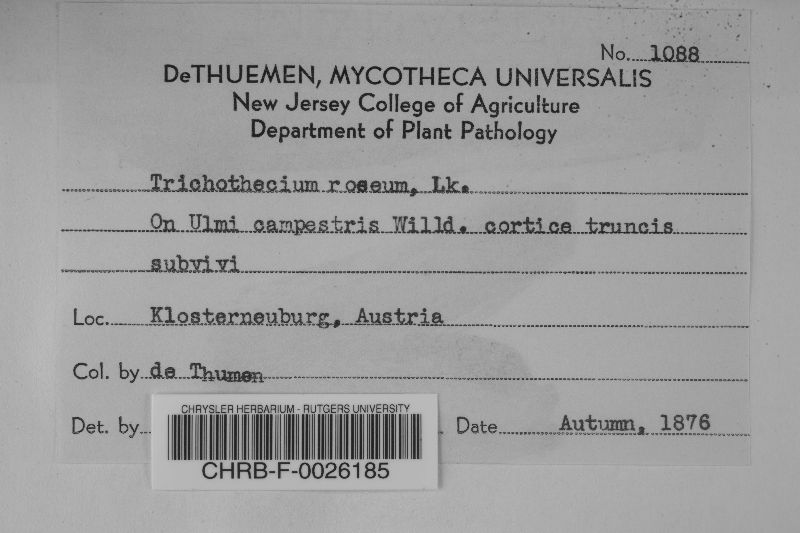 No. 1088
DeTHUEMEN, MYCOTHECA UNIVERSALIS
New Jersey College of Agriculture
Department of Plant Pathology
Trichothecium roseum, Lk.
On Ulmi campestris Willd. cortice truncis
subvivi
Loc. Klosterneuburg, Austria
Col. by de Thumen
Det. by Date Autumn, 1876
CHRYSLER HERBARIUM - RUTGERS UNIVERSITY
CHRB-F-0026185